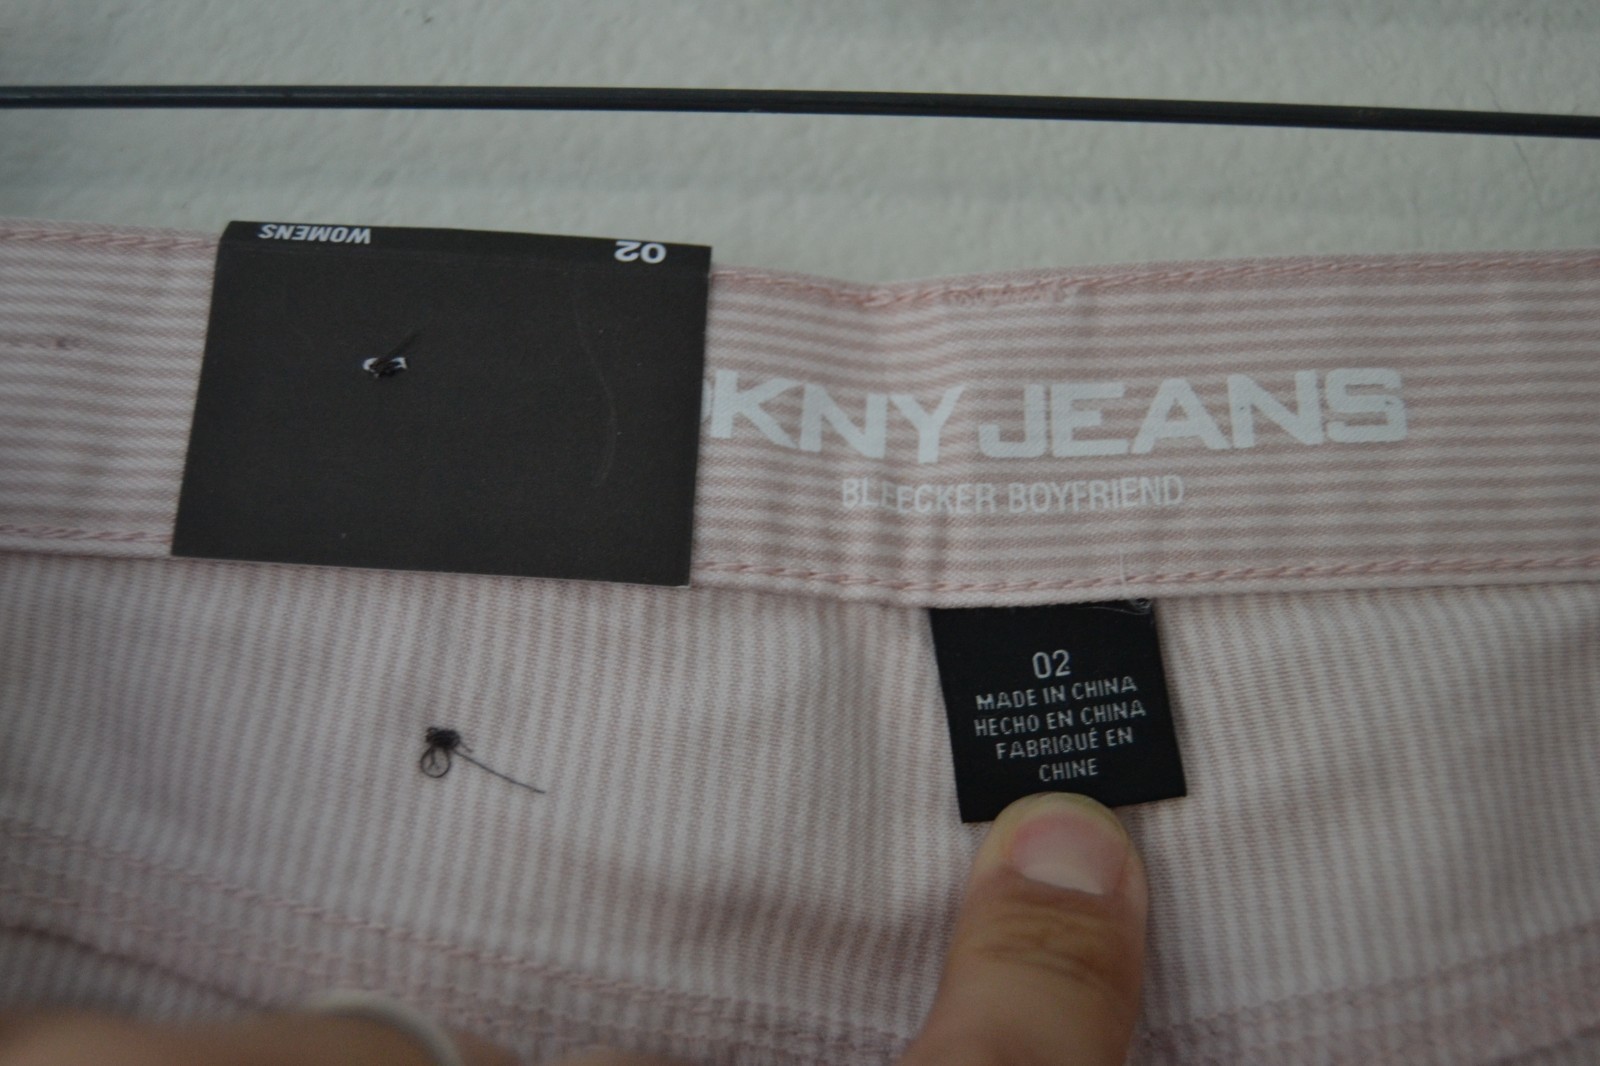 WOMENS 02
KNY JEANS
BLEECKER BOYFRIEND
02
MADE IN CHINA
HECHO EN CHINA
FABRIQUÉ EN
CHINE